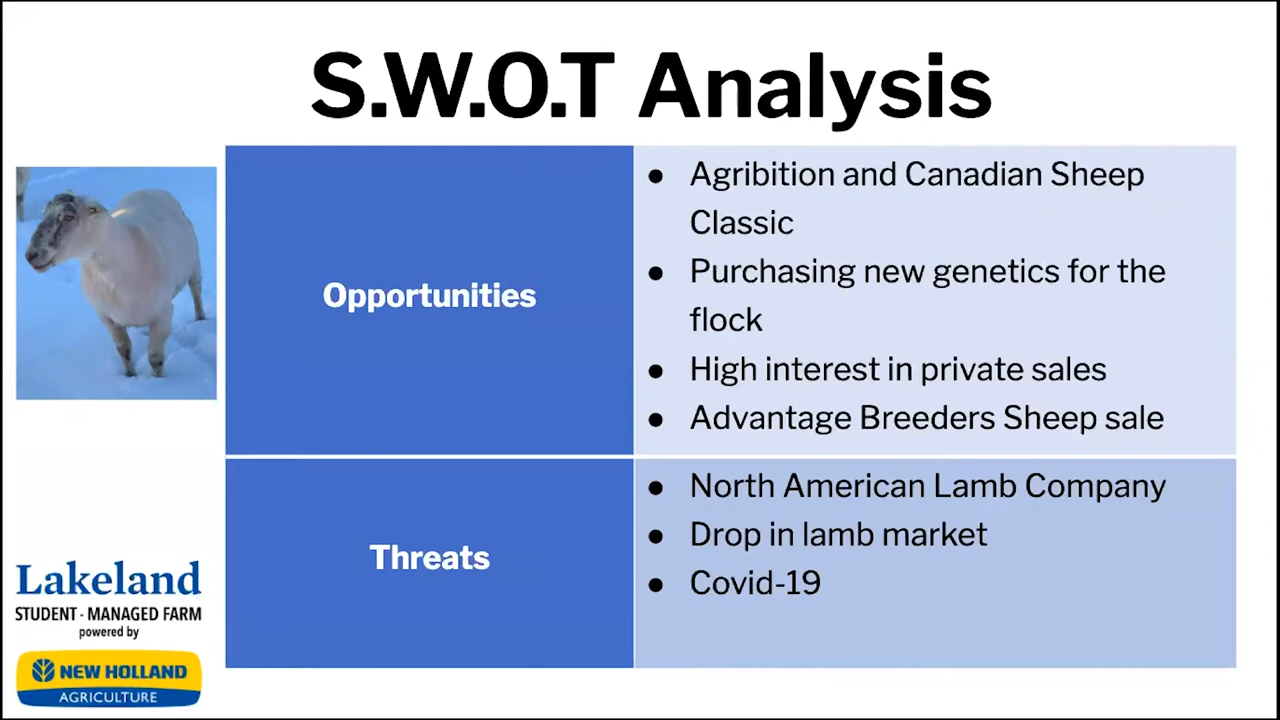 S.W.O.T Analysis
Opportunities
● Agribition and Canadian Sheep
Classic
● Purchasing new genetics for the
flock
● High interest in private sales
● Advantage Breeders Sheep sale
Threats
● North American Lamb Company
● Drop in lamb market
● Covid-19
Lakeland
STUDENT - MANAGED FARM
powered by
NEW HOLLAND
AGRICULTURE